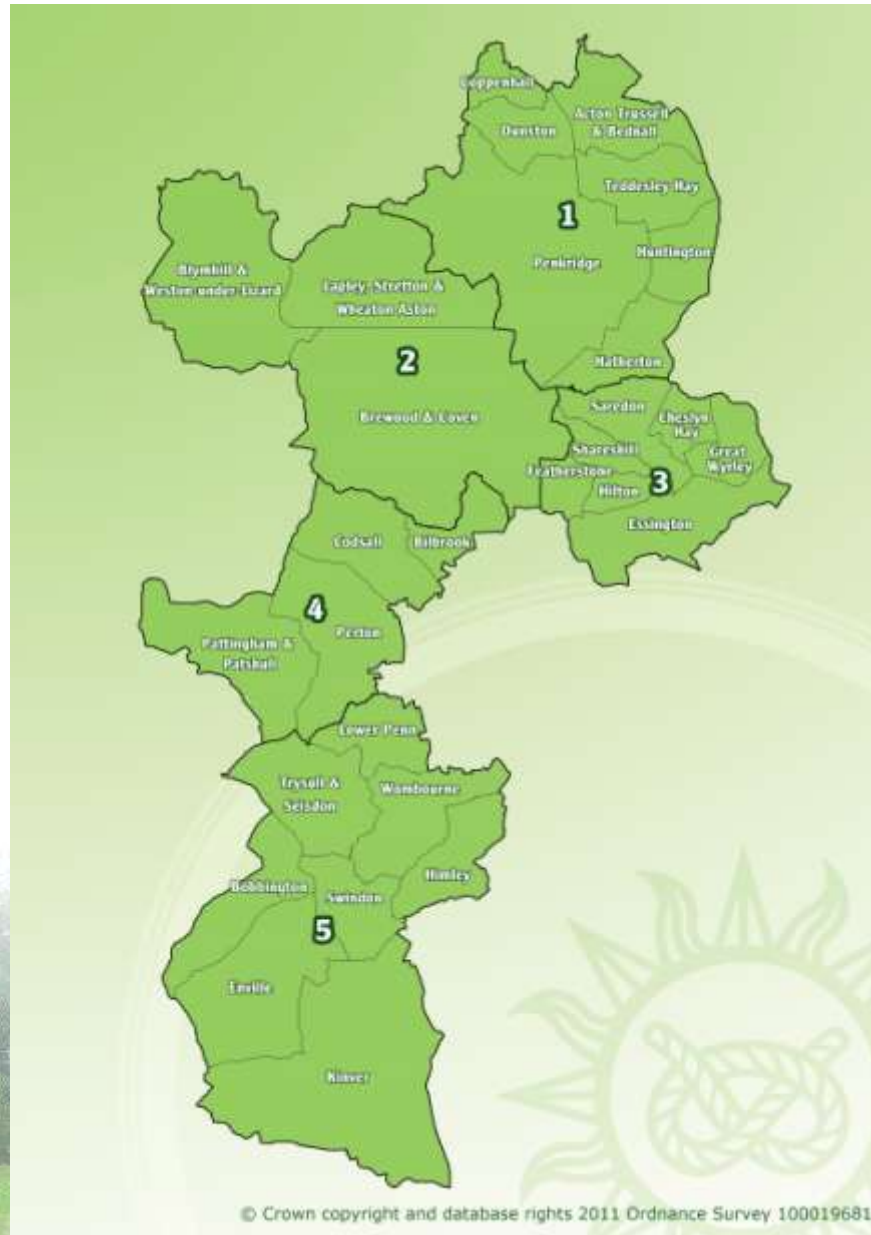 Coppenhall
Acton Trussell
& Bednall
Dunston
Teddesley Hay
1
Huntington
Penkridge
Blymhill &
Weston-under-Lizard
Lapley, Stretton &
Wheaton Aston
2
Hatherton
Saredon
Cheslyn
Hay
Brewood & Coven
Shareshill
Great
Wyrley
Featherstone
3
Hilton
Essington
Codsall
Bilbrook
4
Perton
Pattingham &
Patshull
Lower Penn
Trysull &
Seisdon
Wombourne
Himley
Bobbington
Swindon
5
Enville
Kinver
© Crown copyright and database rights 2011 Ordnance Survey 100019681